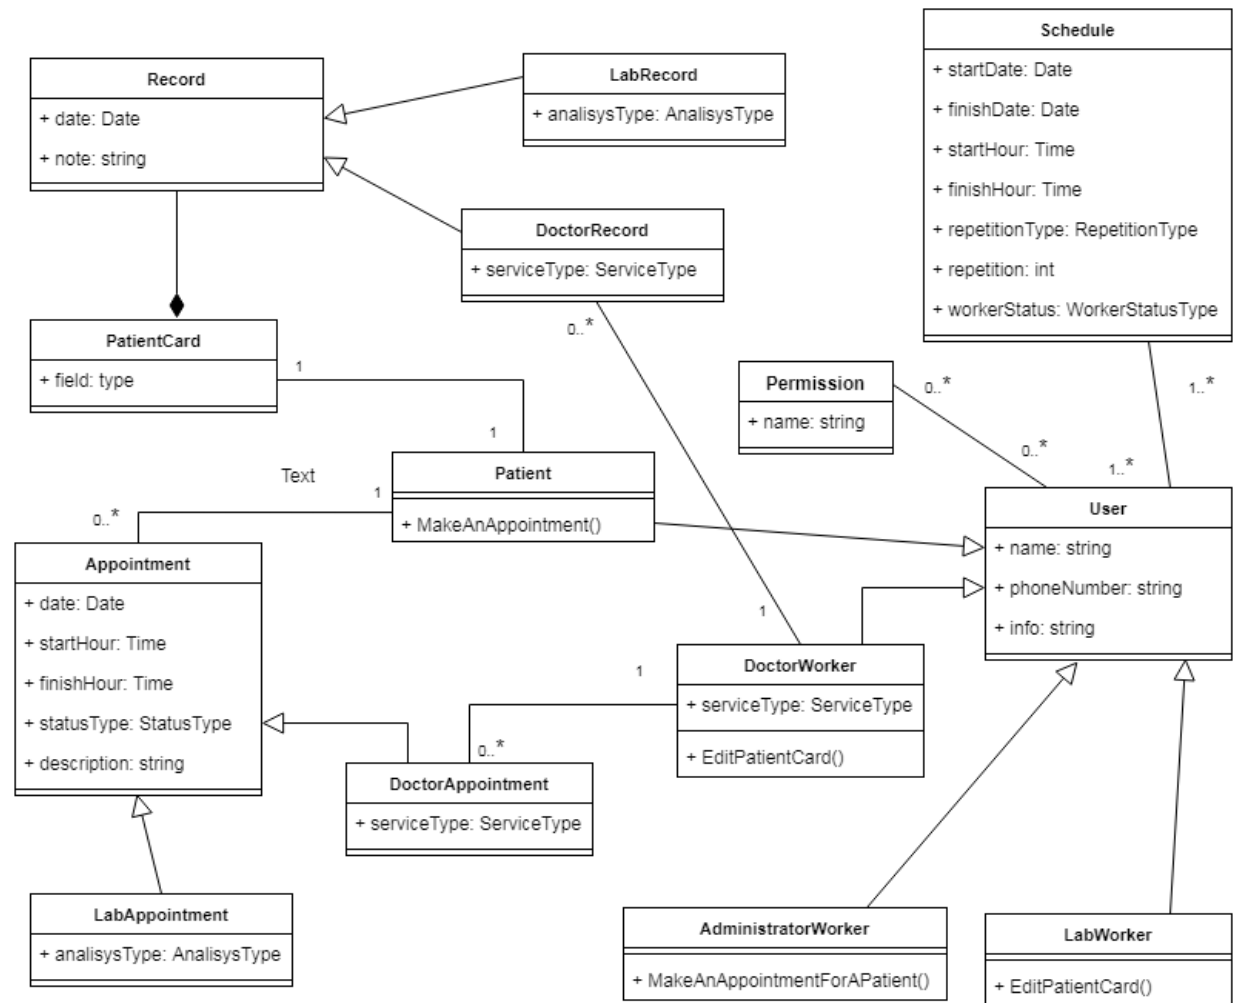 Schedule
+ startDate: Date
+ finishDate: Date
+ startHour: Time
+ finishHour: Time
+ repetitionType: RepetitionType
+ repetition: int
+ workerStatus: WorkerStatusType
Record
+ date: Date
+ note: string
LabRecord
+ analisysType: AnalisysType
DoctorRecord
+ serviceType: ServiceType
0..*
PatientCard
+ field: type
1
1
Permission
+ name: string
0..*
0..*
1..*
1..*
Text
Patient
+ MakeAnAppointment()
1
0..*
User
+ name: string
+ phoneNumber: string
+ info: string
Appointment
+ date: Date
+ startHour: Time
+ finishHour: Time
+ statusType: StatusType
+ description: string
1
1
DoctorWorker
+ serviceType: ServiceType
+ EditPatientCard()
0..*
DoctorAppointment
+ serviceType: ServiceType
LabAppointment
+ analisysType: AnalisysType
AdministratorWorker
+ MakeAnAppointmentForAPatient()
LabWorker
+ EditPatientCard()